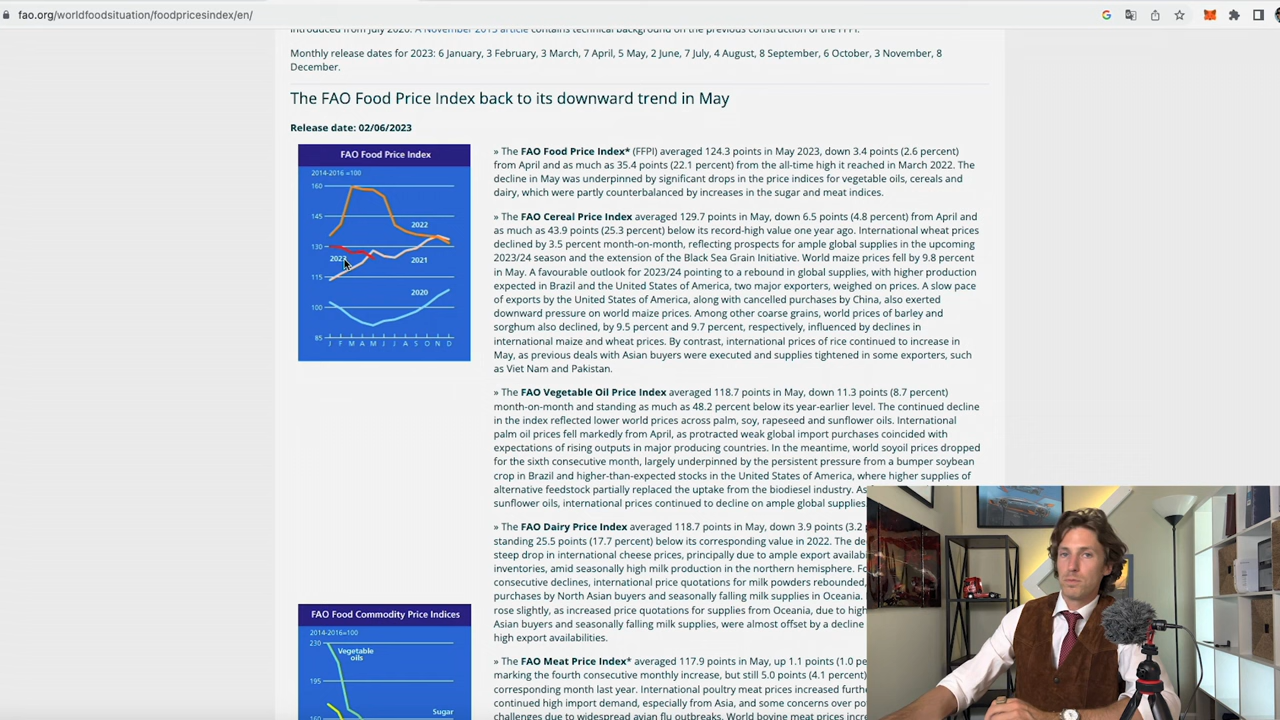 fao.org/worldfoodsituation/foodpricesindex/en/
introduced from July 2020. A November 2013 article contains technical background on the previous construction of the FFPI.
Monthly release dates for 2023: 6 January, 3 February, 3 March, 7 April, 5 May, 2 June, 7 July, 4 August, 8 September, 6 October, 3 November, 8
December.
The FAO Food Price Index back to its downward trend in May
Release date: 02/06/2023
FAO Food Price Index
2014-2016 =100
160
145
2022
130
2023
2021
115
2020
100
85
J F M A M J J A S O N D
» The FAO Food Price Index* (FFPI) averaged 124.3 points in May 2023, down 3.4 points (2.6 percent)
from April and as much as 35.4 points (22.1 percent) from the all-time high it reached in March 2022. The
decline in May was underpinned by significant drops in the price indices for vegetable oils, cereals and
dairy, which were partly counterbalanced by increases in the sugar and meat indices.
» The FAO Cereal Price Index averaged 129.7 points in May, down 6.5 points (4.8 percent) from April and
as much as 43.9 points (25.3 percent) below its record-high value one year ago. International wheat prices
declined by 3.5 percent month-on-month, reflecting prospects for ample global supplies in the upcoming
2023/24 season and the extension of the Black Sea Grain Initiative. World maize prices fell by 9.8 percent
in May. A favourable outlook for 2023/24 pointing to a rebound in global supplies, with higher production
expected in Brazil and the United States of America, two major exporters, weighed on prices. A slow pace
of exports by the United States of America, along with cancelled purchases by China, also exerted
downward pressure on world maize prices. Among other coarse grains, world prices of barley and
sorghum also declined, by 9.5 percent and 9.7 percent, respectively, influenced by declines in
international maize and wheat prices. By contrast, international prices of rice continued to increase in
May, as previous deals with Asian buyers were executed and supplies tightened in some exporters, such
as Viet Nam and Pakistan.
» The FAO Vegetable Oil Price Index averaged 118.7 points in May, down 11.3 points (8.7 percent)
month-on-month and standing as much as 48.2 percent below its year-earlier level. The continued decline
in the index reflected lower world prices across palm, soy, rapeseed and sunflower oils. International
palm oil prices fell markedly from April, as protracted weak global import purchases coincided with
expectations of rising outputs in major producing countries. In the meantime, world soyoil prices dropped
for the sixth consecutive month, largely underpinned by the persistent pressure from a bumper soybean
crop in Brazil and higher-than-expected stocks in the United States of America, where higher supplies of
alternative feedstock partially replaced the uptake from the biodiesel industry. As
sunflower oils, international prices continued to decline on ample global supplies
» The FAO Dairy Price Index averaged 118.7 points in May, down 3.9 points (3.2
standing 25.5 points (17.7 percent) below its corresponding value in 2022. The de
steep drop in international cheese prices, principally due to ample export availabi
inventories, amid seasonally high milk production in the northern hemisphere. Fo
consecutive declines, international price quotations for milk powders rebounded,
purchases by North Asian buyers and seasonally falling milk supplies in Oceania.
rose slightly, as increased price quotations for supplies from Oceania, due to high
Asian buyers and seasonally falling milk supplies, were almost offset by a decline
high export availabilities.
» The FAO Meat Price Index* averaged 117.9 points in May, up 1.1 points (1.0 pe
marking the fourth consecutive monthly increase, but still 5.0 points (4.1 percent)
corresponding month last year. International poultry meat prices increased furthe
continued high import demand, especially from Asia, and some concerns over po
challenges due to widespread avian flu outbreaks. World bovine meat prices incre
FAO Food Commodity Price Indices
2014-2016=100
230
Vegetable
oils
195
Sugar
160